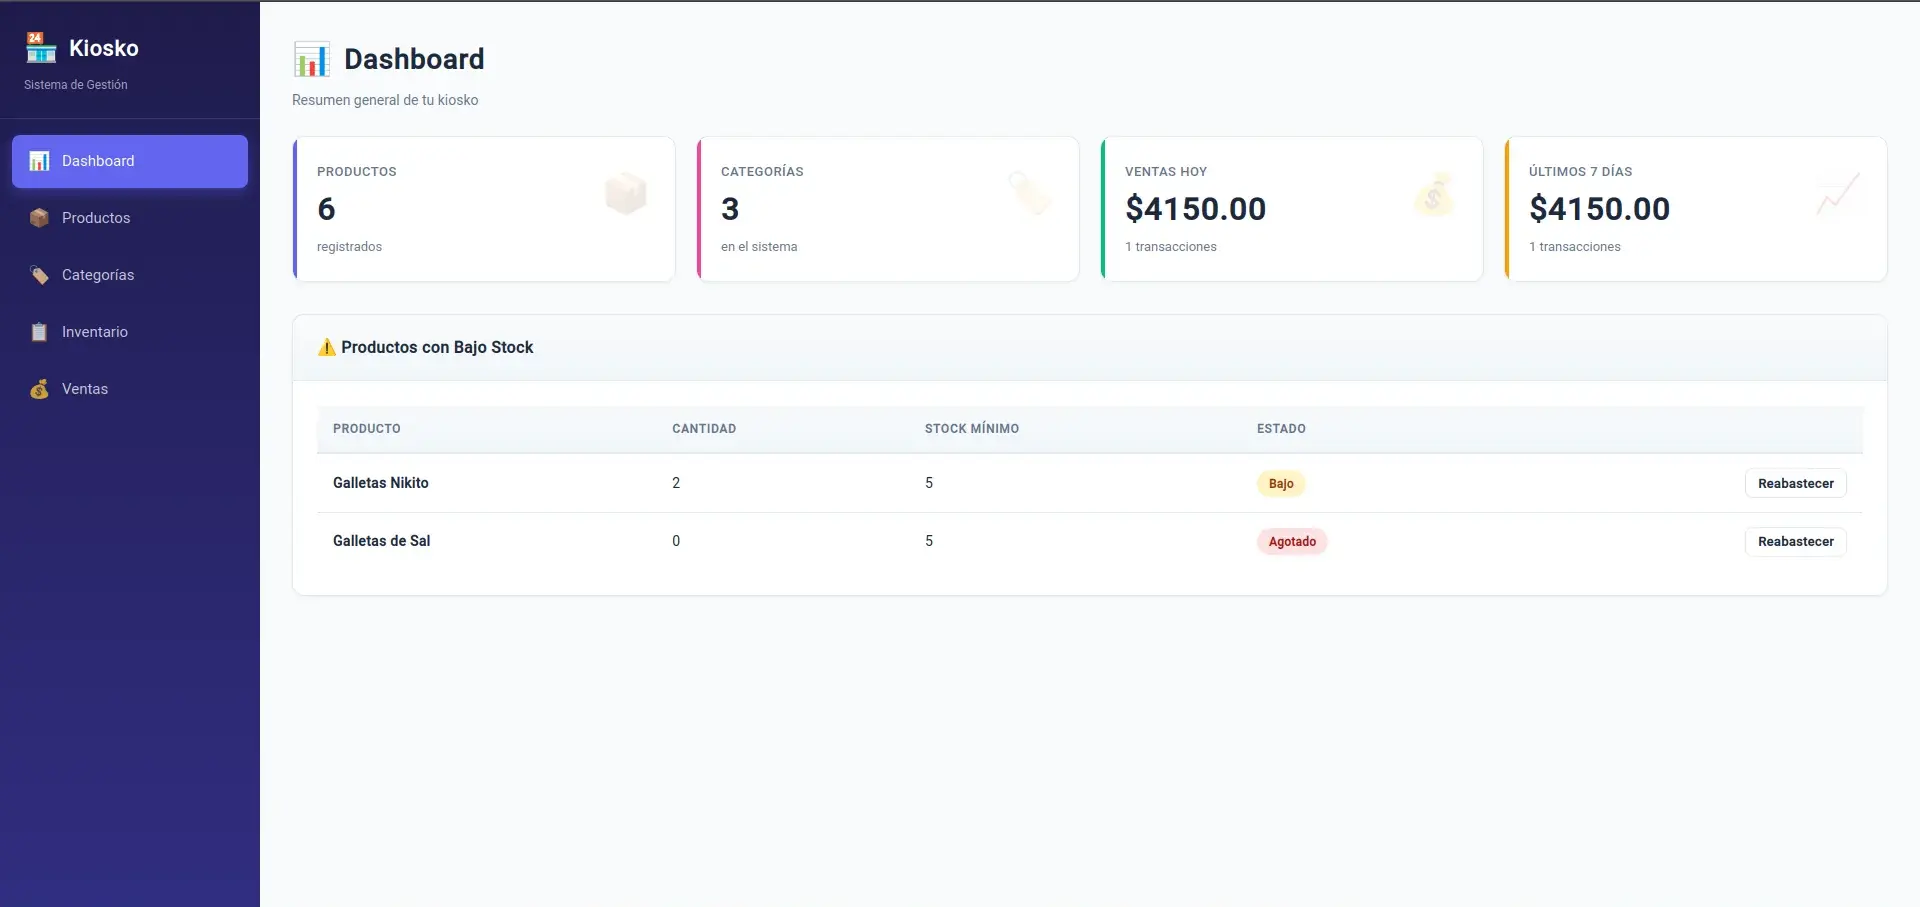 24
Kiosko
Sistema de Gestión
Dashboard
Productos
Categorías
Inventario
Ventas
Dashboard
Resumen general de tu kiosko
PRODUCTOS
6
registrados
CATEGORÍAS
3
en el sistema
VENTAS HOY
$4150.00
1 transacciones
ÚLTIMOS 7 DÍAS
$4150.00
1 transacciones
Productos con Bajo Stock
PRODUCTO CANTIDAD STOCK MÍNIMO ESTADO
Galletas Nikito 2 5 Bajo Reabastecer
Galletas de Sal 0 5 Agotado Reabastecer